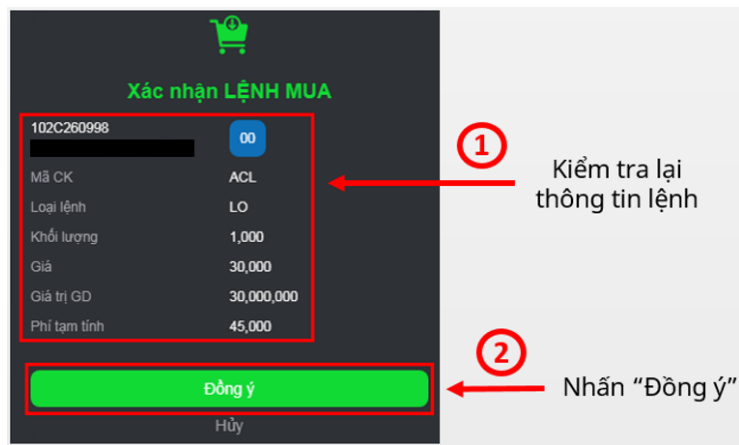 Xác nhận LỆNH MUA
102C260998
00
Mã CK ACL
Loại lệnh LO
Khối lượng 1,000
Giá 30,000
Giá trị GD 30,000,000
Phí tạm tính 45,000
1
Kiểm tra lại
thông tin lệnh
Đồng ý
2
Nhấn “Đồng ý”
Hủy